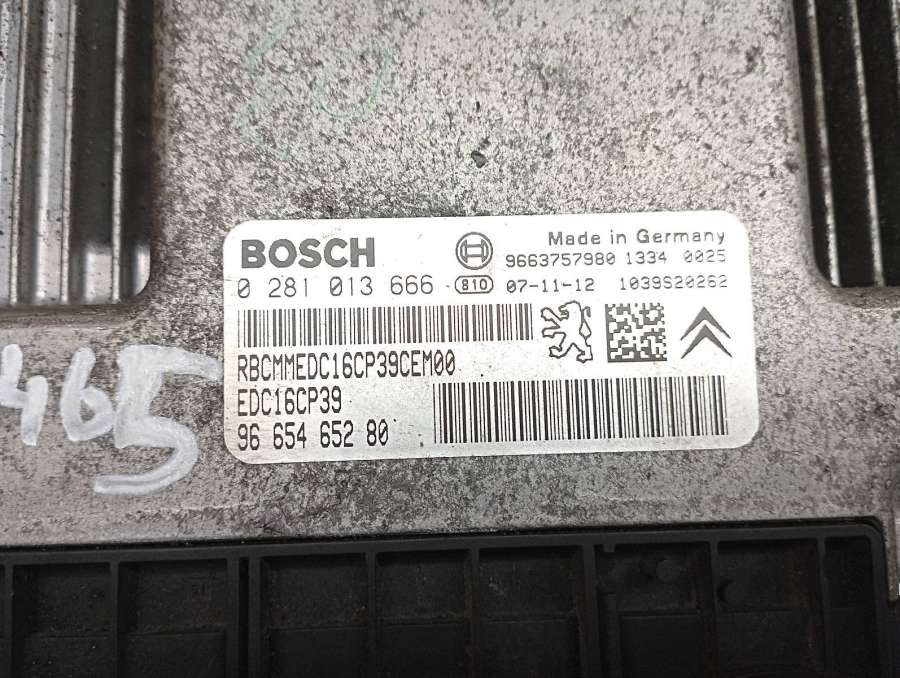 BOSCH
Made in Germany
9663757980 1334 0025
0 281 013 666 810 07-11-12 1039S20262
RBCMMEDC16CP39CEM00
EDC16CP39
96 654 652 80
465